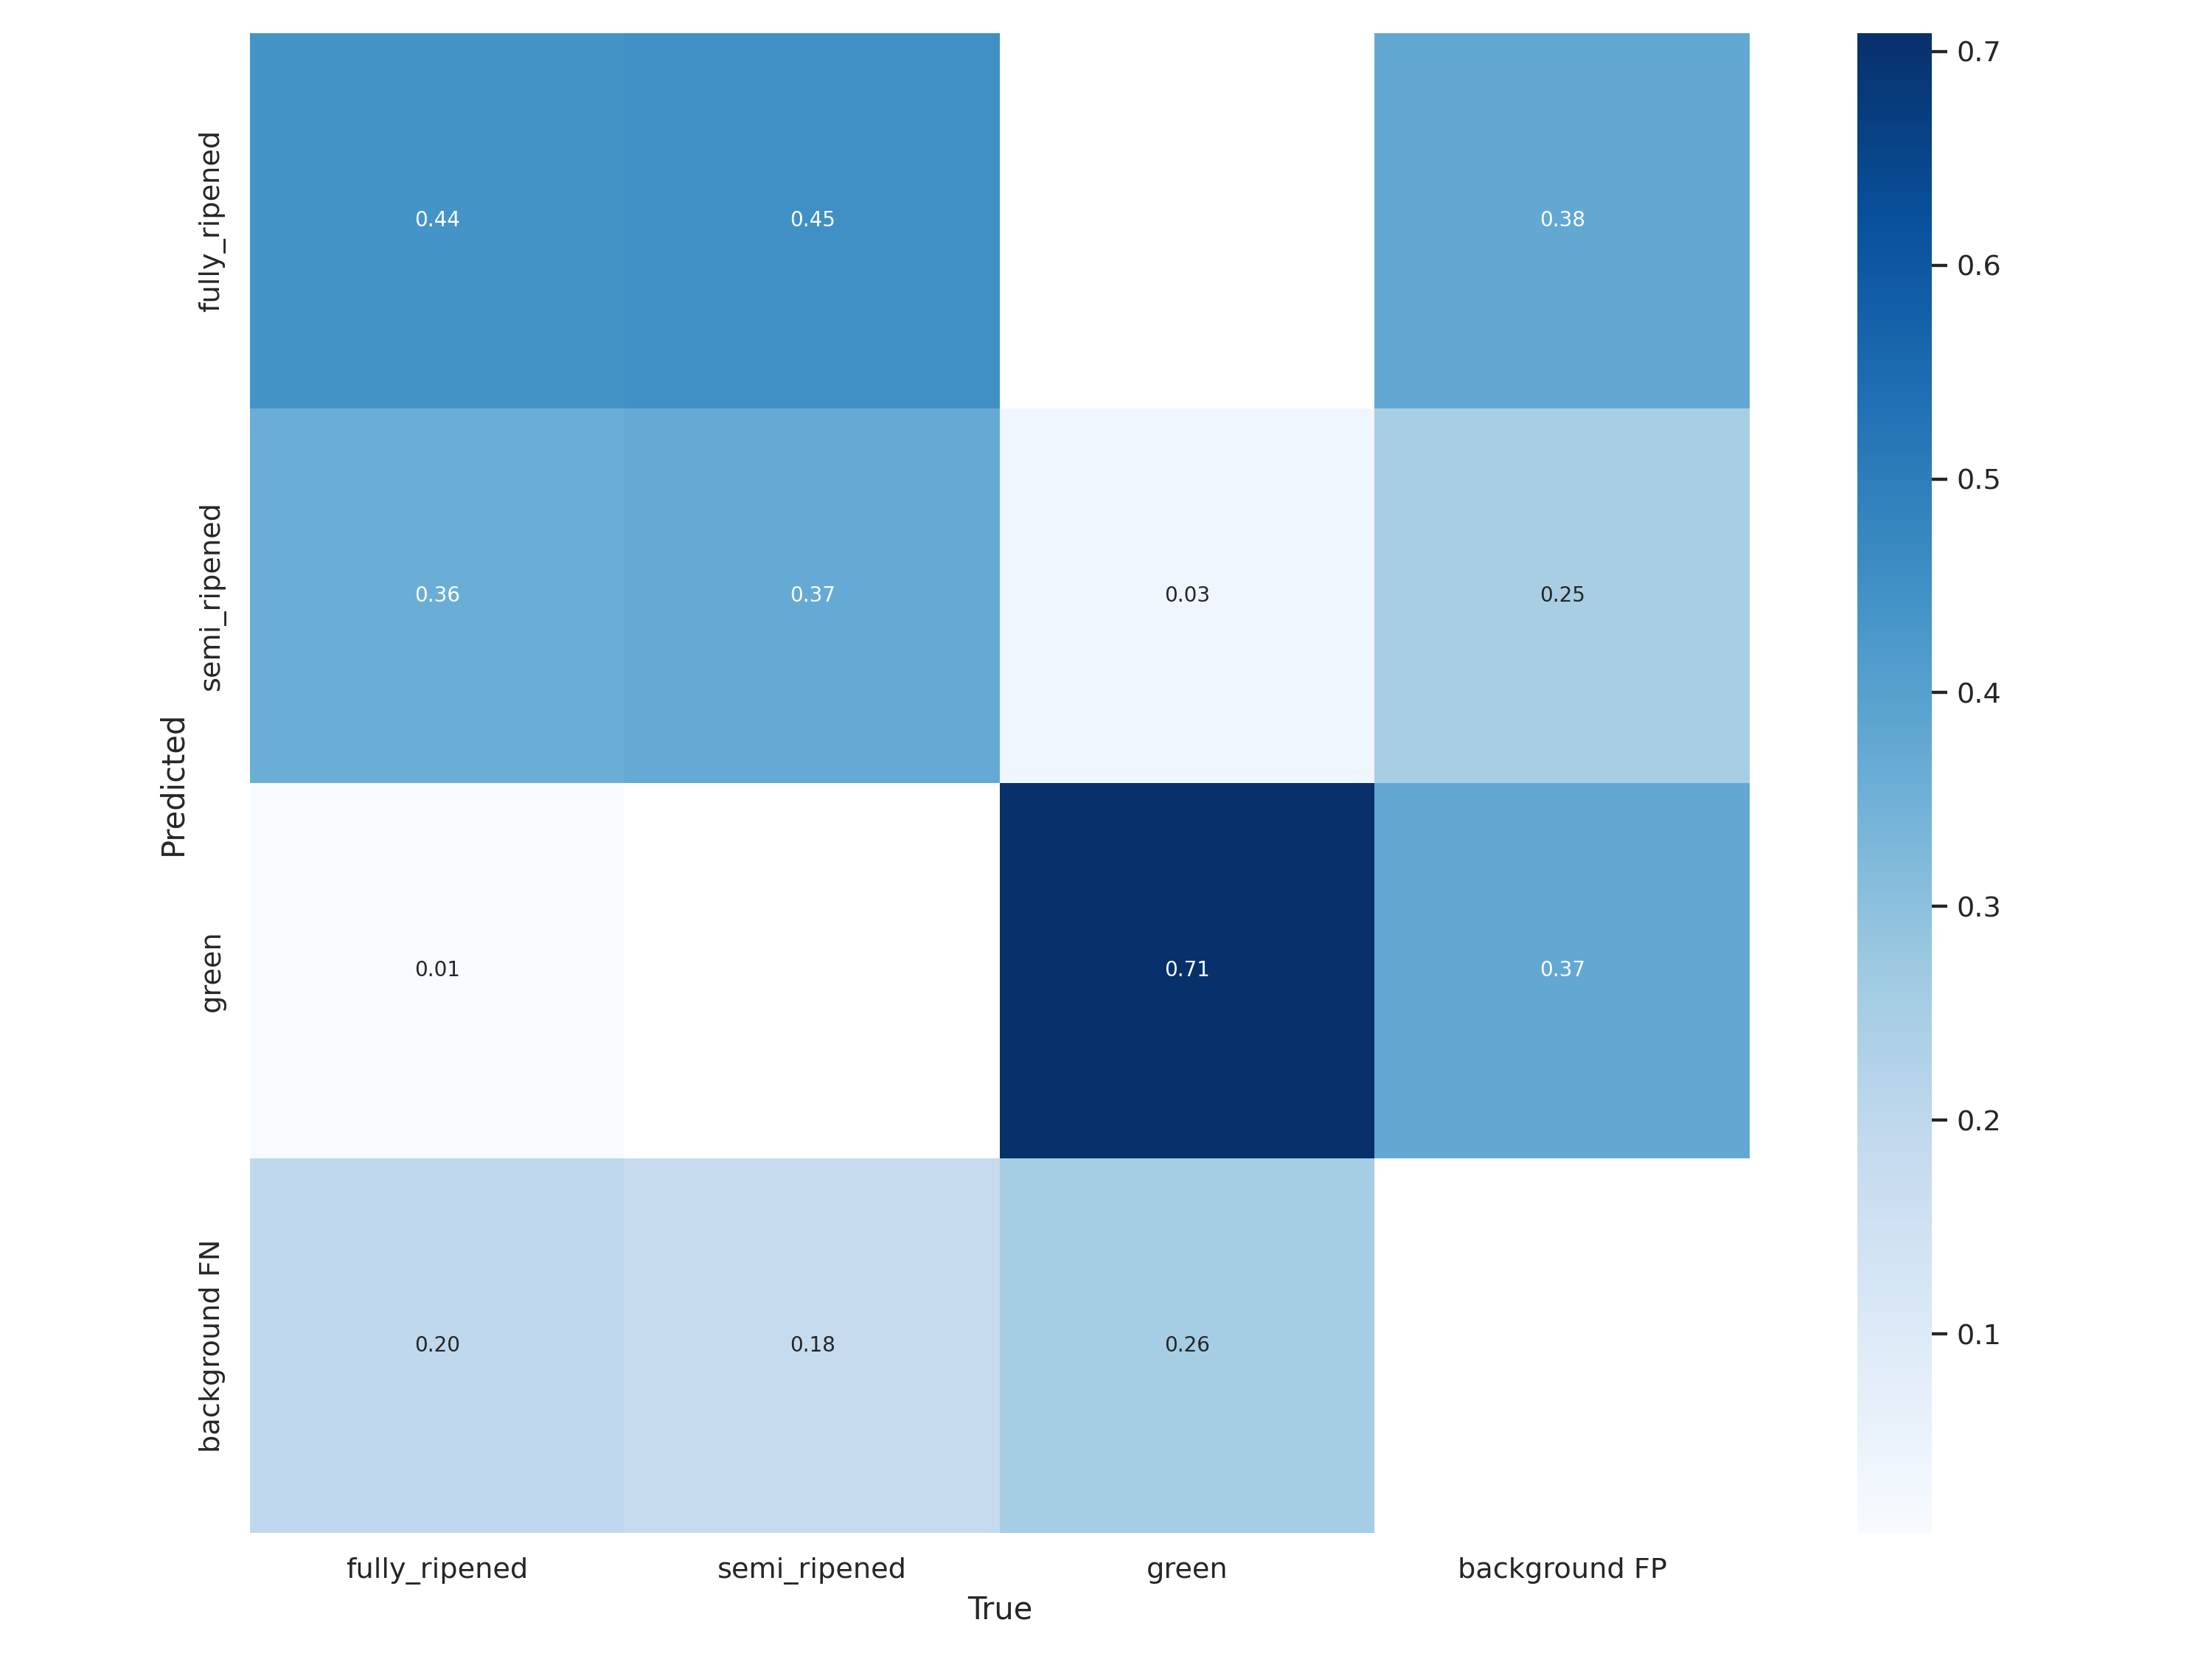 fully_ripened
0.44
0.45
0.38
semi_ripened
0.36
0.37
0.03
0.25
green
0.01
0.71
0.37
background FN
0.20
0.18
0.26
Predicted
fully_ripened
semi_ripened
green
background FP
True
0.7
0.6
0.5
0.4
0.3
0.2
0.1